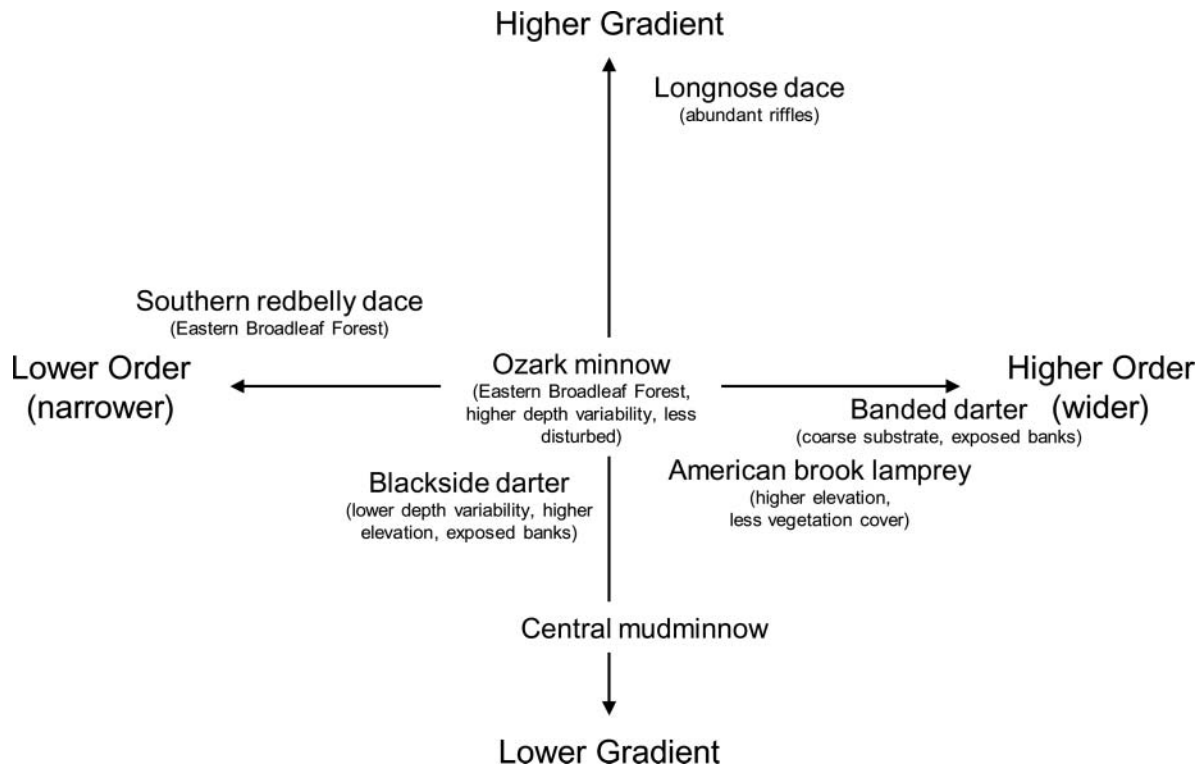 Higher Gradient
Longnose dace
(abundant riffles)
Southern redbelly dace
(Eastern Broadleaf Forest)
Lower Order
(narrower)
Ozark minnow
(Eastern Broadleaf Forest,
higher depth variability, less
disturbed)
Higher Order
(wider)
Banded darter
(coarse substrate, exposed banks)
Blackside darter
(lower depth variability, higher
elevation, exposed banks)
American brook lamprey
(higher elevation,
less vegetation cover)
Central mudminnow
Lower Gradient